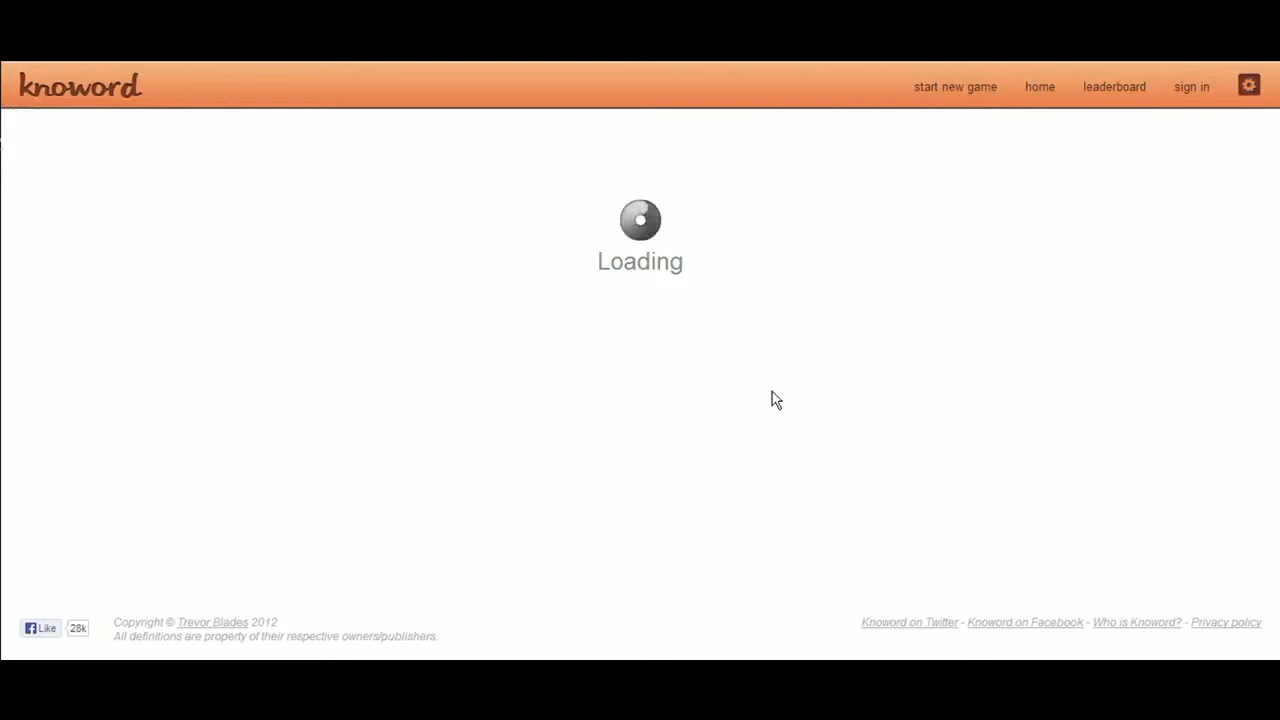 knoword
start new game home leaderboard sign in
Loading
Like 28k
Copyright © Trevor Blades 2012
All definitions are property of their respective owners/publishers.
Knoword on Twitter - Knoword on Facebook - Who is Knoword? - Privacy policy